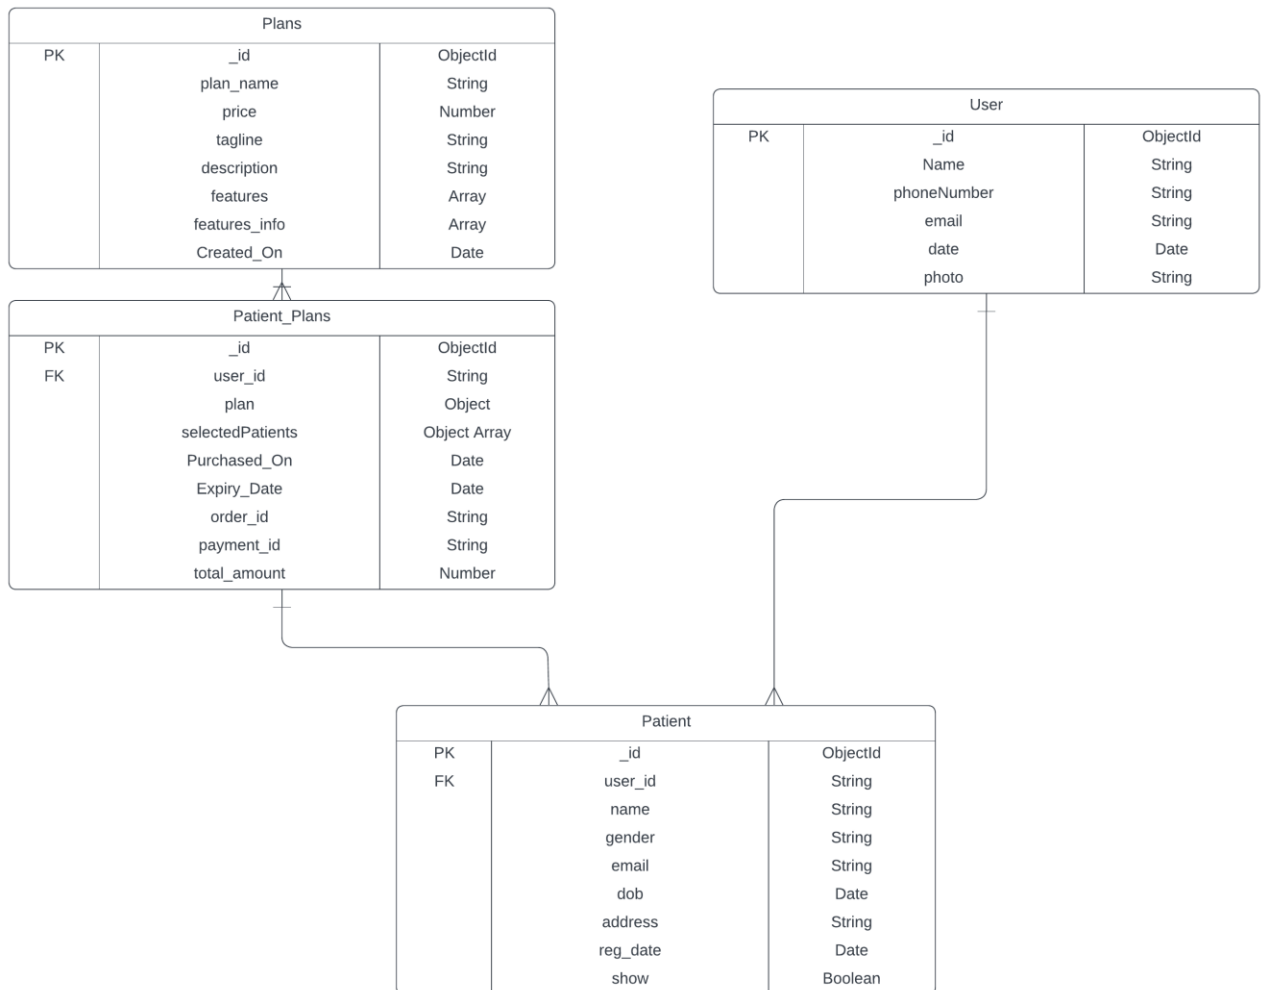 Plans
PK _id ObjectId
plan_name String
price Number
tagline String
description String
features Array
features_info Array
Created_On Date
User
PK _id ObjectId
Name String
phoneNumber String
email String
date Date
photo String
Patient_Plans
PK _id ObjectId
FK user_id String
plan Object
selectedPatients Object Array
Purchased_On Date
Expiry_Date Date
order_id String
payment_id String
total_amount Number
Patient
PK _id ObjectId
FK user_id String
name String
gender String
email String
dob Date
address String
reg_date Date
show Boolean